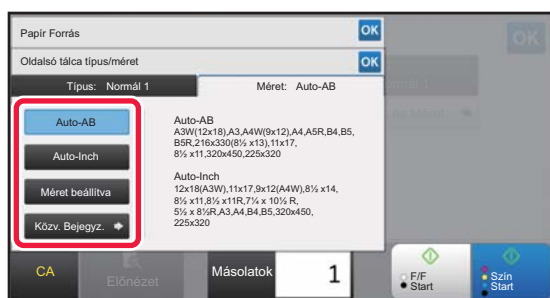 Papír Forrás
OK
OK
Oldalsó tálca típus/méret
OK
Típus: Normál 1
Méret: Auto-AB
Auto-AB
Auto-Inch
Méret beállítva
Közv. Bejegyz.
Auto-AB
A3W(12x18),A3,A4W(9x12),A4,A5R,B4,B5,
B5R,216x330(8½ x13),11x17,
8½ x11,320x450,225x320
Auto-Inch
12x18(A3W),11x17,9x12(A4W),8½ x14,
8½ x11,8½ x11R,7¼ x 10½ R,
5½ x 8½R,A3,A4,B4,B5,320x450,
225x320
CA
Előnézet
Másolatok
1
F/F
Start
Szín
Start